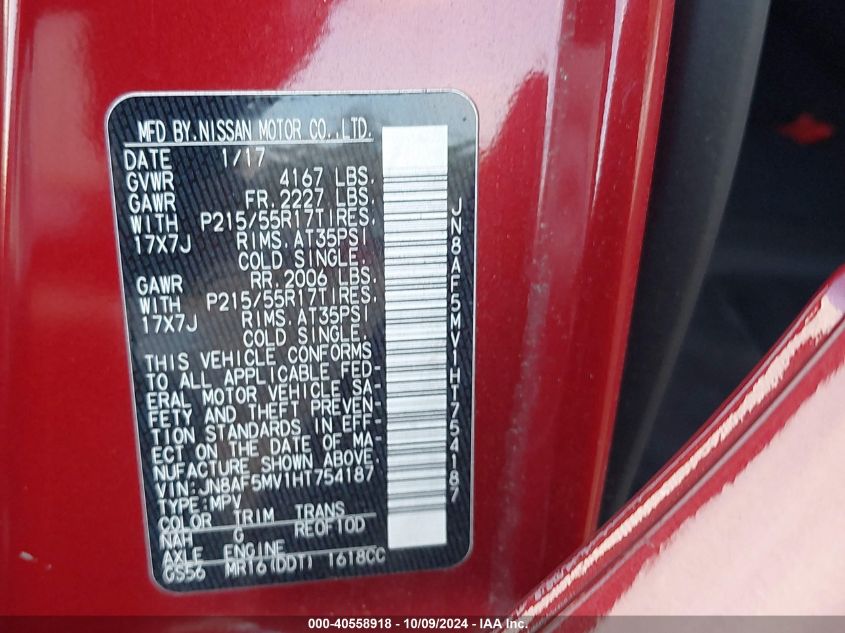 MFD BY.NISSAN MOTOR CO.,LTD.
DATE 1/17
GVWR 4167 LBS.
GAWR FR.2227 LBS.
WITH P215/55R17TIRES.
17X7J RIMS.AT35PSI
COLD SINGLE.
GAWR RR.2006 LBS.
WITH P215/55R17TIRES.
17X7J RIMS.AT35PSI
COLD SINGLE.
THIS VEHICLE CONFORMS
TO ALL APPLICABLE FED-
ERAL MOTOR VEHICLE SA-
FETY AND THEFT PREVEN-
TION STANDARDS IN EFF-
ECT ON THE DATE OF MA-
NUFACTURE SHOWN ABOVE.
VIN:JN8AF5MV1HT754187
TYPE:MPV
COLOR TRIM TRANS
NAH G RE0F10D
AXLE ENGINE
GS56 MR16(DDT) 1618CC
JN8AF5MV1HT754187
000-40558918 - 10/09/2024 - IAA Inc.